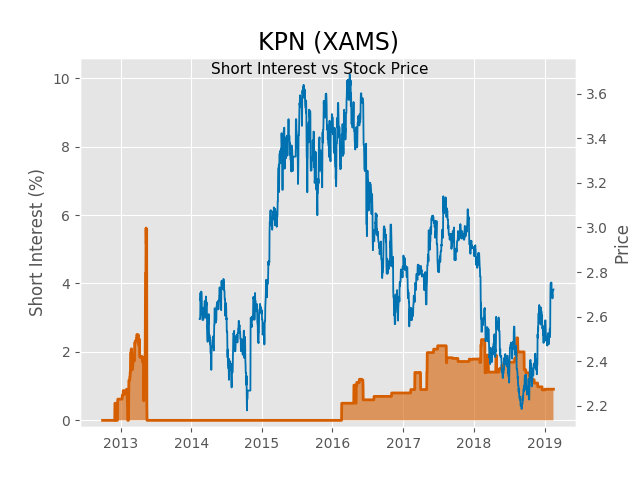 KPN (XAMS)
Short Interest vs Stock Price
10
8
6
4
2
0
Short Interest (%)
3.6
3.4
3.2
3.0
2.8
2.6
2.4
2.2
Price
2013 2014 2015 2016 2017 2018 2019